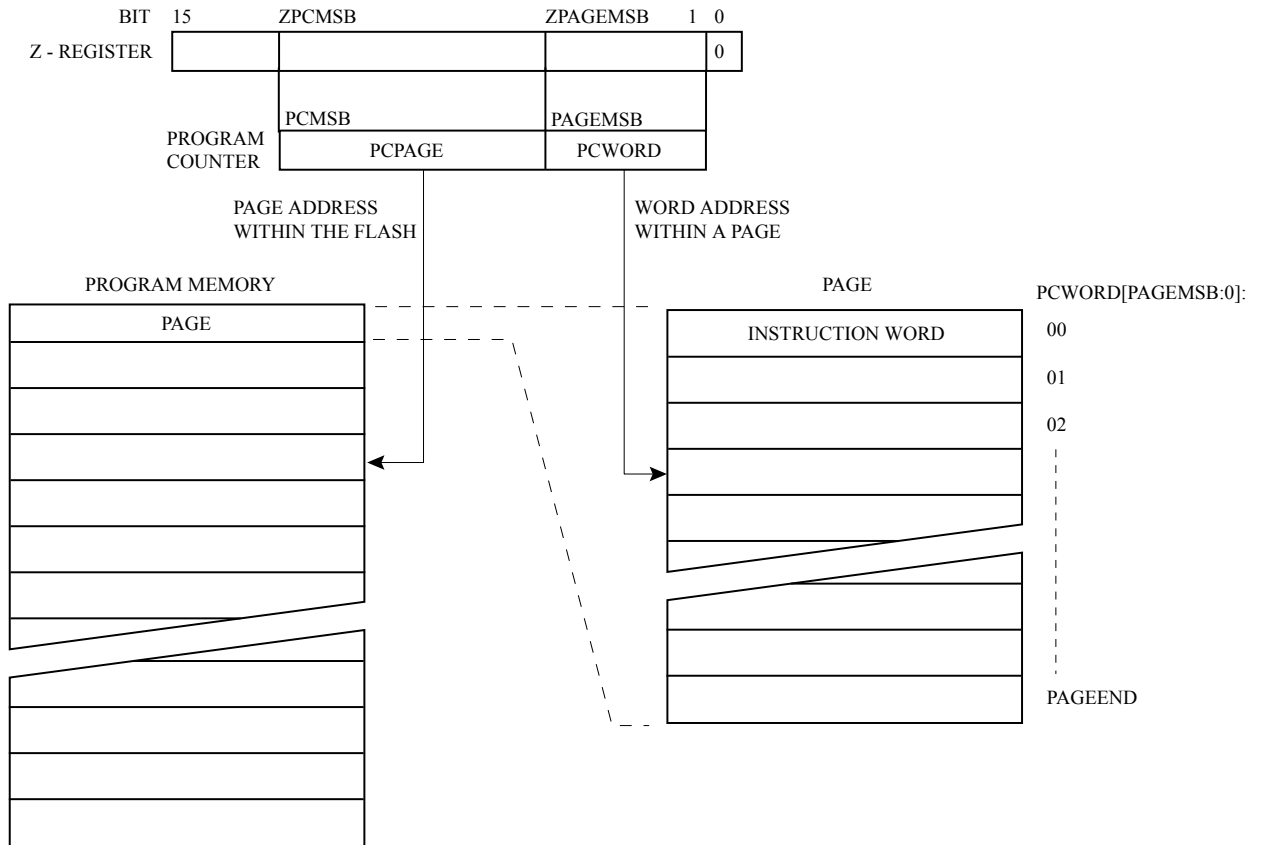 BIT 15 ZPCMSB ZPAGEMSB 1 0
Z - REGISTER 0
PCMSB PAGEMSB
PROGRAM
COUNTER
PCPAGE PCWORD
PAGE ADDRESS
WITHIN THE FLASH
WORD ADDRESS
WITHIN A PAGE
PROGRAM MEMORY
PAGE
PAGE
PCWORD[PAGEMSB:0]:
INSTRUCTION WORD
00
01
02
PAGEEND